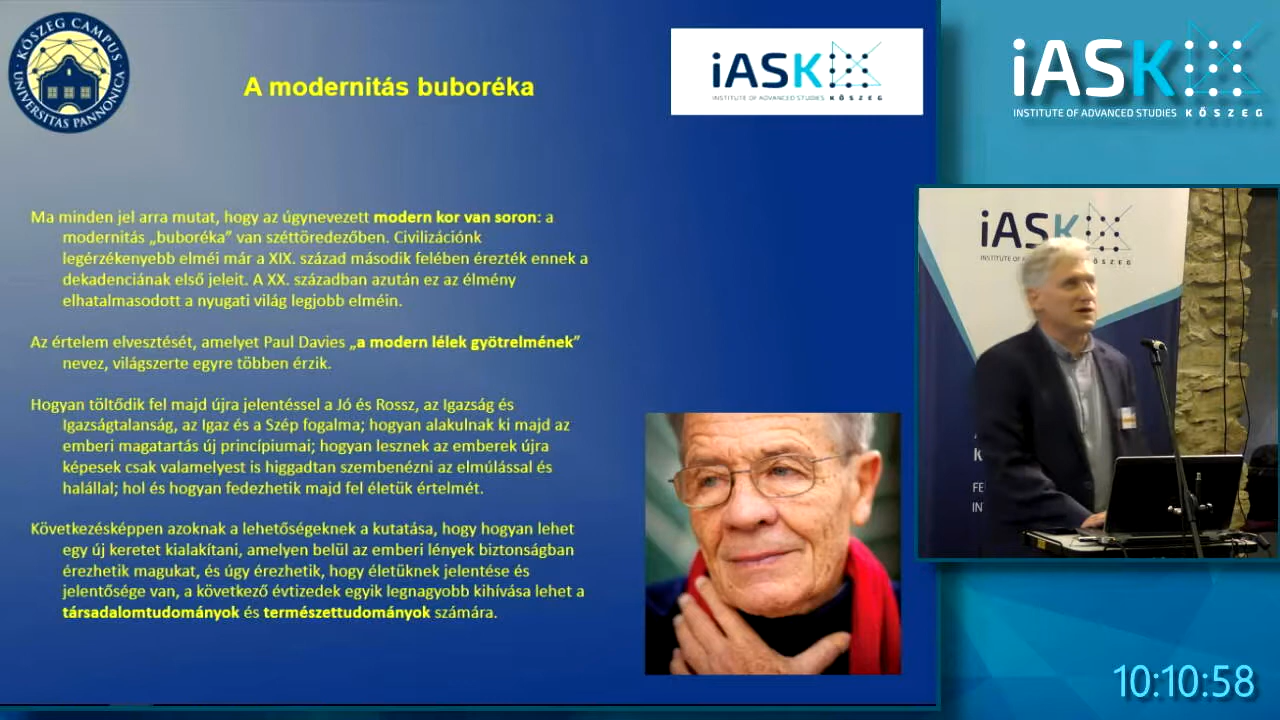 KŐSZEG CAMPUS
UNIVERSITAS PANNONICA
A modernitás buboréka
iASK
INSTITUTE OF ADVANCED STUDIES KŐSZEG
Ma minden jel arra mutat, hogy az úgynevezett modern kor van soron: a
modernitás „buboréka” van széttöredezőben. Civilizációnk
legérzékenyebb elméi már a XIX. század második felében érezték ennek a
dekadenciának első jeleit. A XX. században azután ez az élmény
elhatalmasodott a nyugati világ legjobb elméin.
Az értelem elvesztését, amelyet Paul Davies „a modern lélek gyötrelmének”
nevez, világszerte egyre többen érzik.
Hogyan töltődik fel majd újra jelentéssel a Jó és Rossz, az Igazság és
Igazságtalanság, az Igaz és a Szép fogalma; hogyan alakulnak ki majd az
emberi magatartás új princípiumai; hogyan lesznek az emberek újra
képesek csak valamelyest is higgadtan szembenézni az elmúlással és
halállal; hol és hogyan fedezhetik majd fel életük értelmét.
Következésképpen azoknak a lehetőségeknek a kutatása, hogy hogyan lehet
egy új keretet kialakítani, amelyen belül az emberi lények biztonságban
érezhetik magukat, és úgy érezhetik, hogy életüknek jelentése és
jelentősége van, a következő évtizedek egyik legnagyobb kihívása lehet a
társadalomtudományok és természettudományok számára.
iASK
INSTITUTE OF ADVANCED STUDIES KŐSZEG
iASK
KŐSZEG
FE
IN
10:10:58